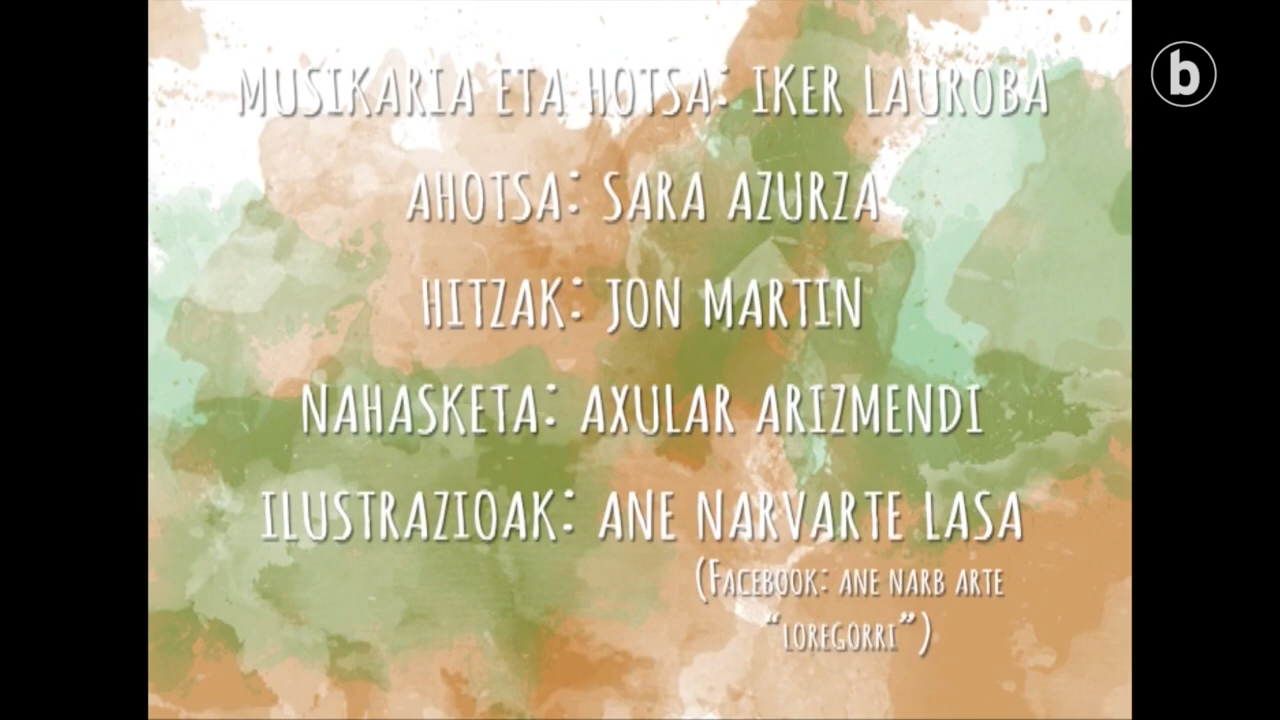 MUSIKARIA ETA HOTSA: IKER LAUROBA
AHOTSA: SARA AZURZA
HITZAK: JON MARTIN
NAHASKETA: AXULAR ARIZMENDI
ILUSTRAZIOAK: ANE NARVARTE LASA
(FACEBOOK: ANE NARB ARTE
“LOREGORRI”)
b